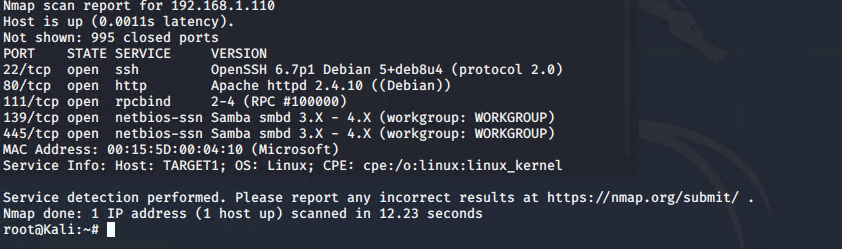 Nmap scan report for 192.168.1.110
Host is up (0.0011s latency).
Not shown: 995 closed ports
PORT    STATE SERVICE     VERSION
22/tcp  open  ssh         OpenSSH 6.7p1 Debian 5+deb8u4 (protocol 2.0)
80/tcp  open  http        Apache httpd 2.4.10 ((Debian))
111/tcp open  rpcbind     2-4 (RPC #100000)
139/tcp open  netbios-ssn Samba smbd 3.X - 4.X (workgroup: WORKGROUP)
445/tcp open  netbios-ssn Samba smbd 3.X - 4.X (workgroup: WORKGROUP)
MAC Address: 00:15:5D:00:04:10 (Microsoft)
Service Info: Host: TARGET1; OS: Linux; CPE: cpe:/o:linux:linux_kernel
Service detection performed. Please report any incorrect results at https://nmap.org/submit/ .
Nmap done: 1 IP address (1 host up) scanned in 12.23 seconds
root@Kali:~#